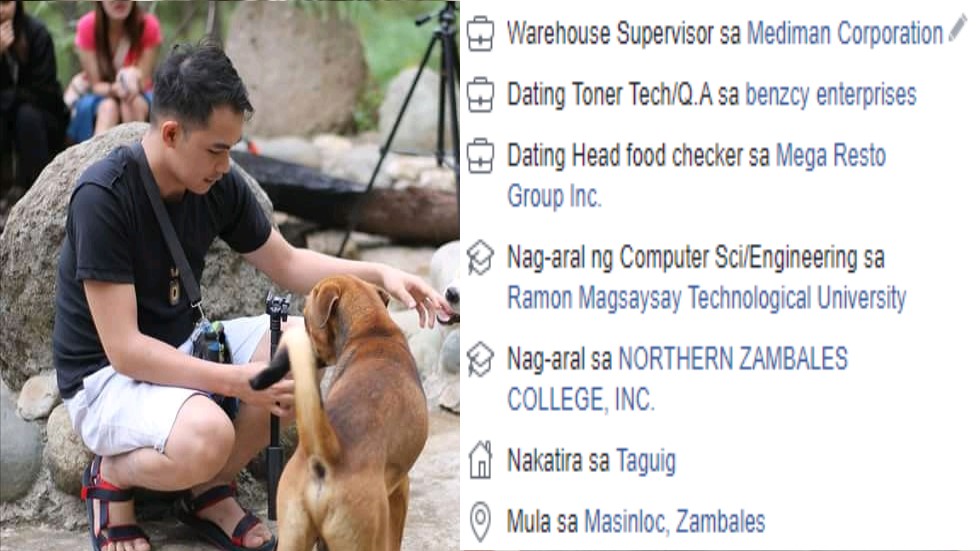 Warehouse Supervisor sa Mediman Corporation
Dating Toner Tech/Q.A sa benzcy enterprises
Dating Head food checker sa Mega Resto
Group Inc.
Nag-aral ng Computer Sci/Engineering sa
Ramon Magsaysay Technological University
Nag-aral sa NORTHERN ZAMBALES
COLLEGE, INC.
Nakatira sa Taguig
Mula sa Masinloc, Zambales